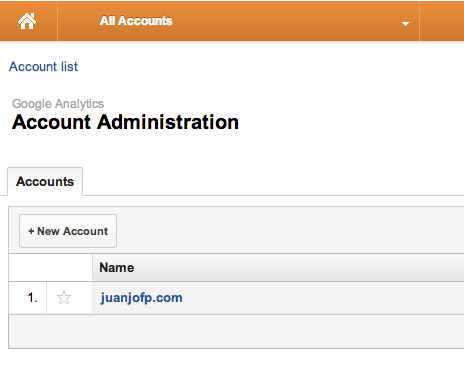 All Accounts
Account list
Google Analytics
Account Administration
Accounts
+ New Account
Name
1. juanjofp.com